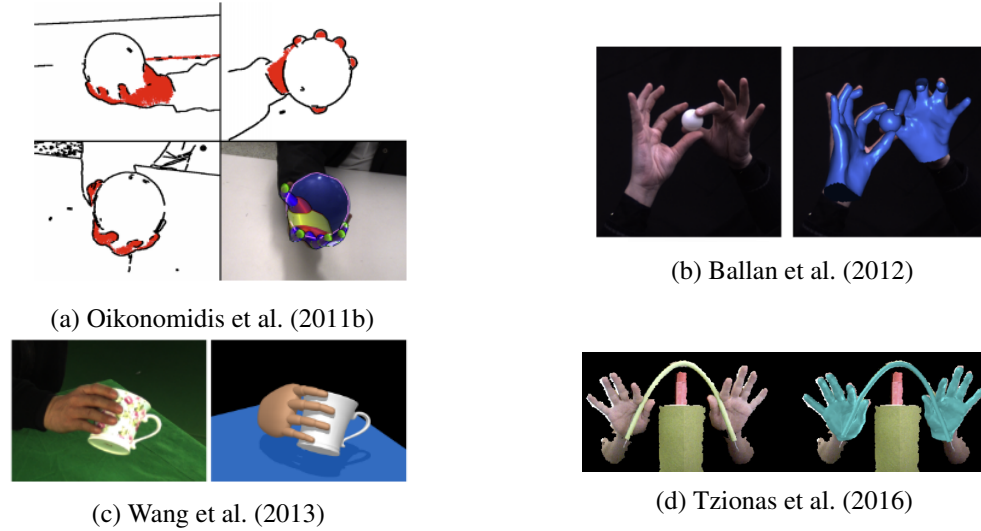 (a) Oikonomidis et al. (2011b)
(b) Ballan et al. (2012)
(c) Wang et al. (2013)
(d) Tzionas et al. (2016)